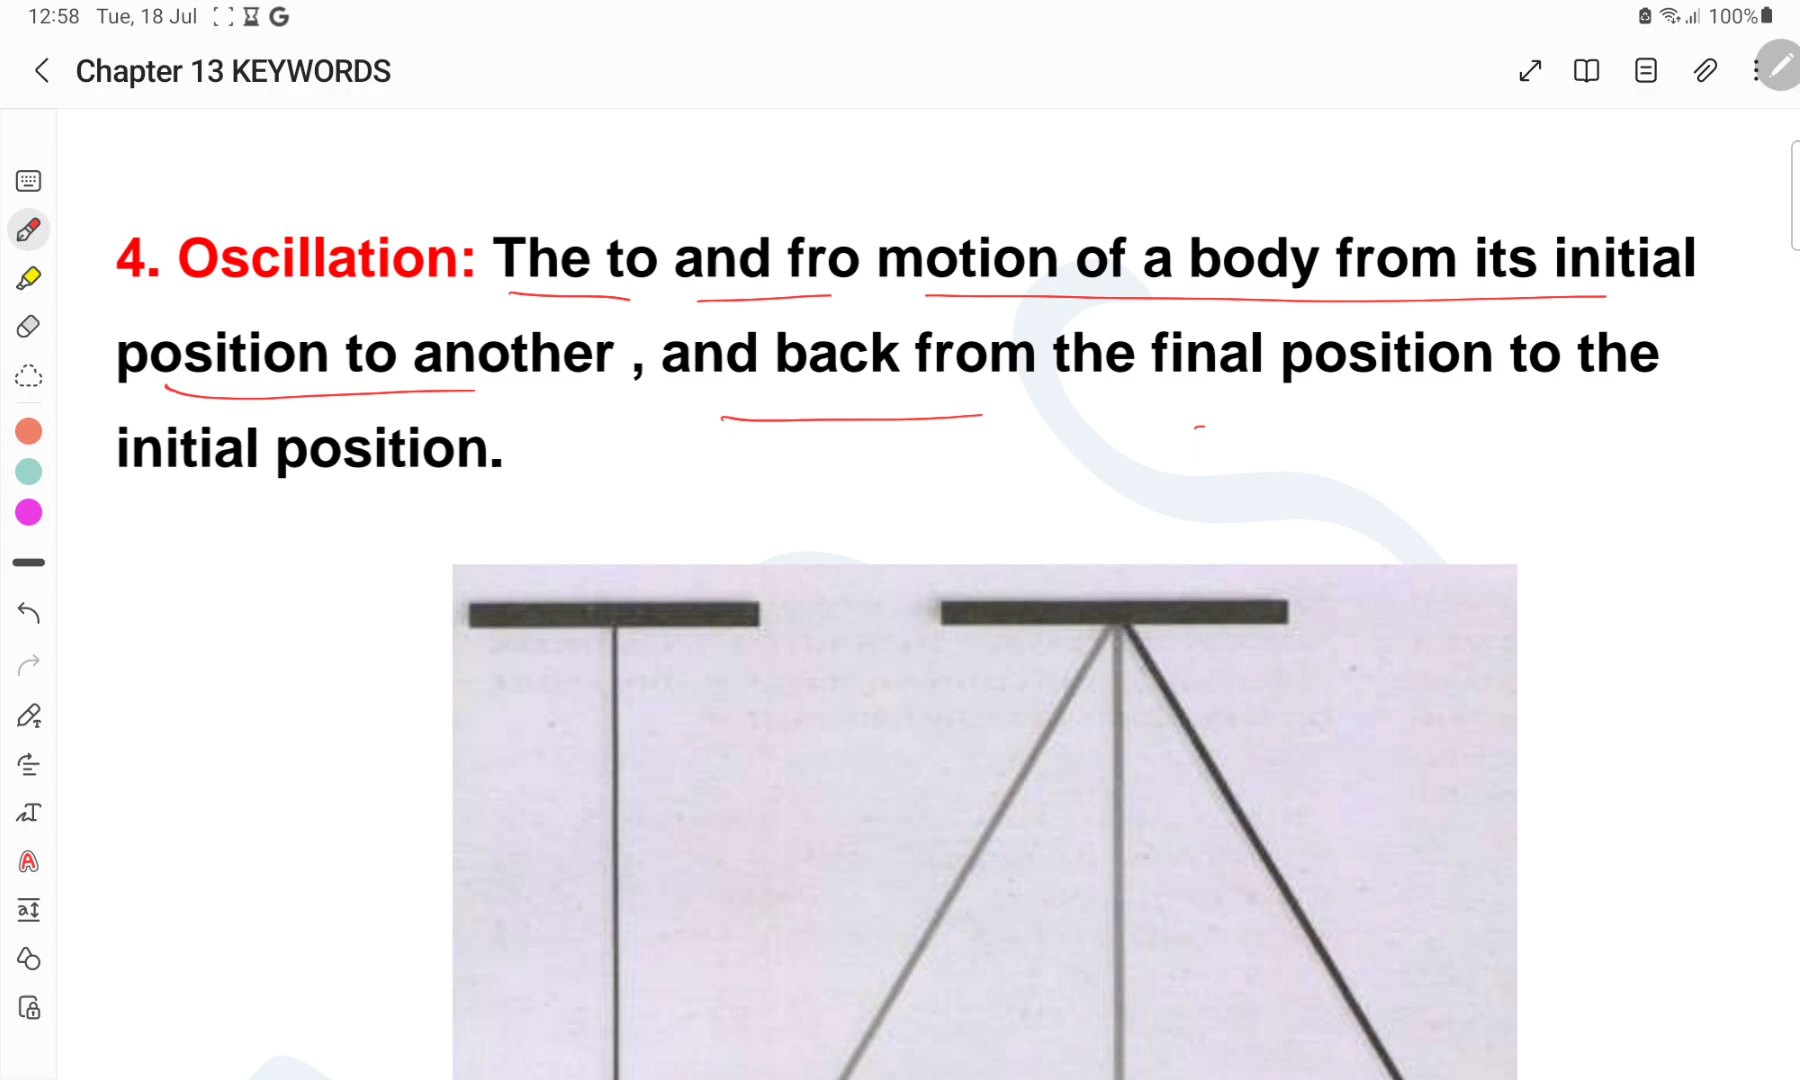 12:58 Tue, 18 Jul G 100%
Chapter 13 KEYWORDS
4. Oscillation: The to and fro motion of a body from its initial
position to another , and back from the final position to the
initial position.